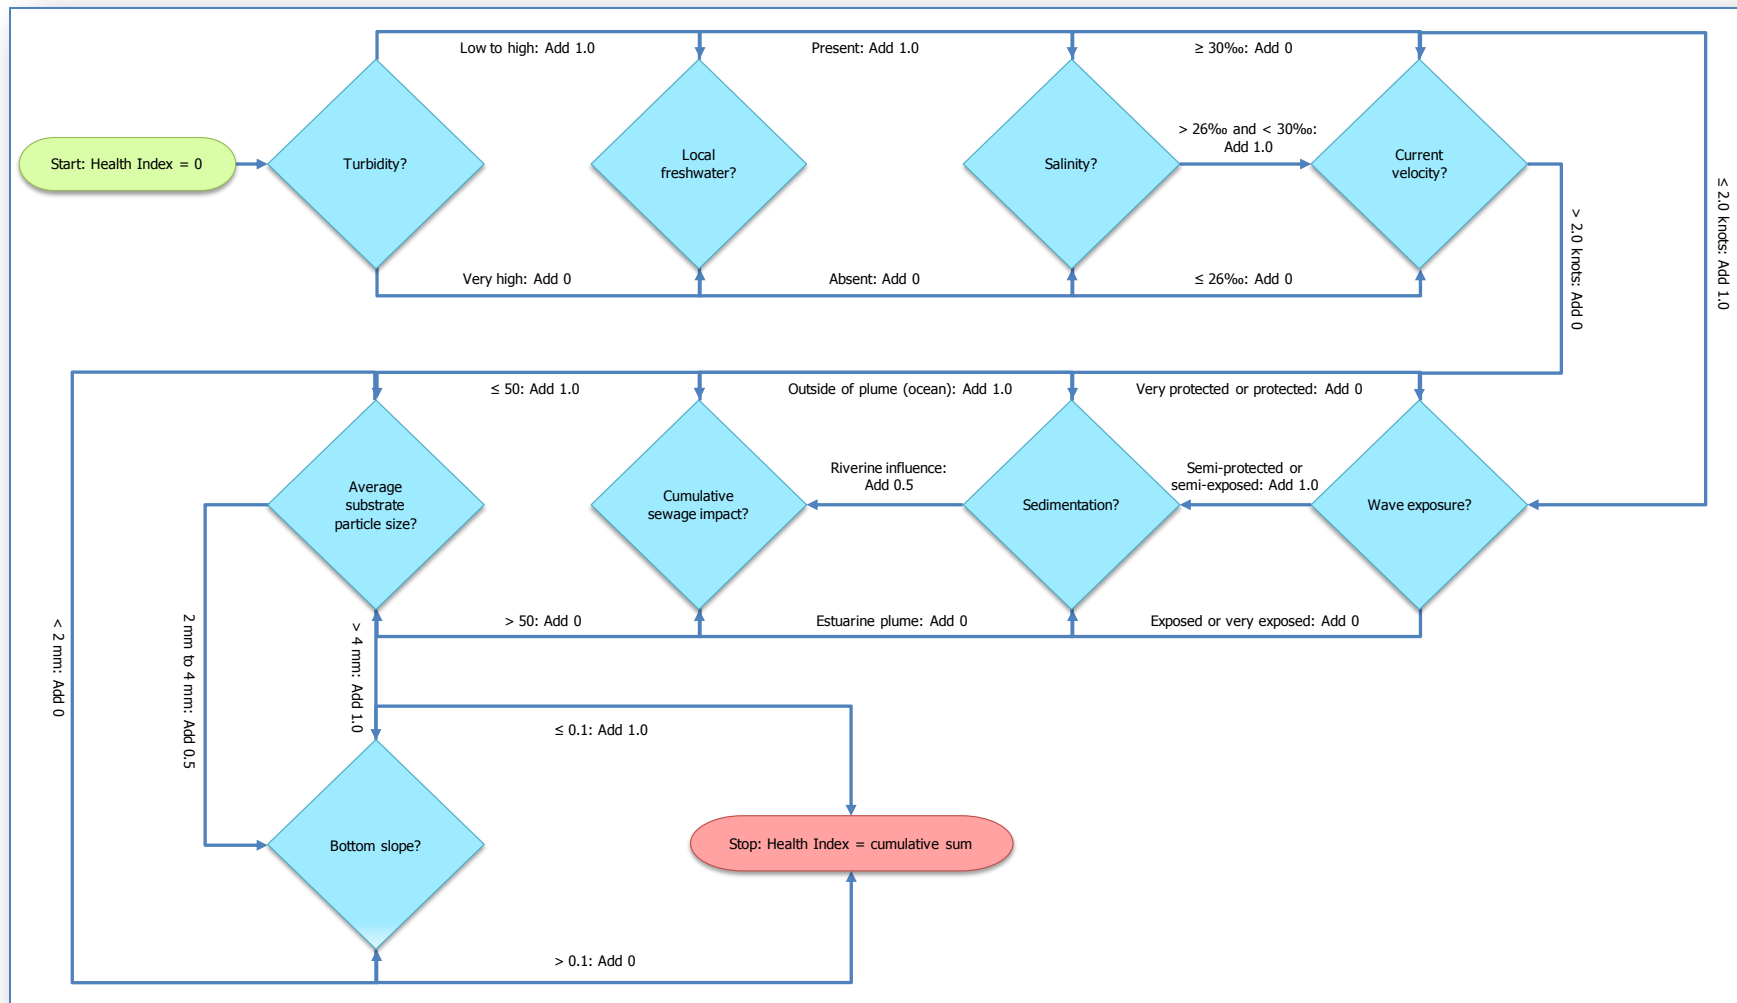 Low to high: Add 1.0
Present: Add 1.0
≥ 30‰: Add 0
Start: Health Index = 0
Turbidity?
Local
freshwater?
Salinity?
> 26‰ and < 30‰:
Add 1.0
Current
velocity?
Very high: Add 0
Absent: Add 0
≤ 26‰: Add 0
> 2.0 knots: Add 0
≤ 2.0 knots: Add 1.0
≤ 50: Add 1.0
Outside of plume (ocean): Add 1.0
Very protected or protected: Add 0
Average
substrate
particle size?
Cumulative
sewage impact?
Riverine influence:
Add 0.5
Sedimentation?
Semi-protected or
semi-exposed: Add 1.0
Wave exposure?
> 50: Add 0
Estuarine plume: Add 0
Exposed or very exposed: Add 0
< 2 mm: Add 0
2 mm to 4 mm: Add 0.5
> 4 mm: Add 1.0
≤ 0.1: Add 1.0
Bottom slope?
Stop: Health Index = cumulative sum
> 0.1: Add 0